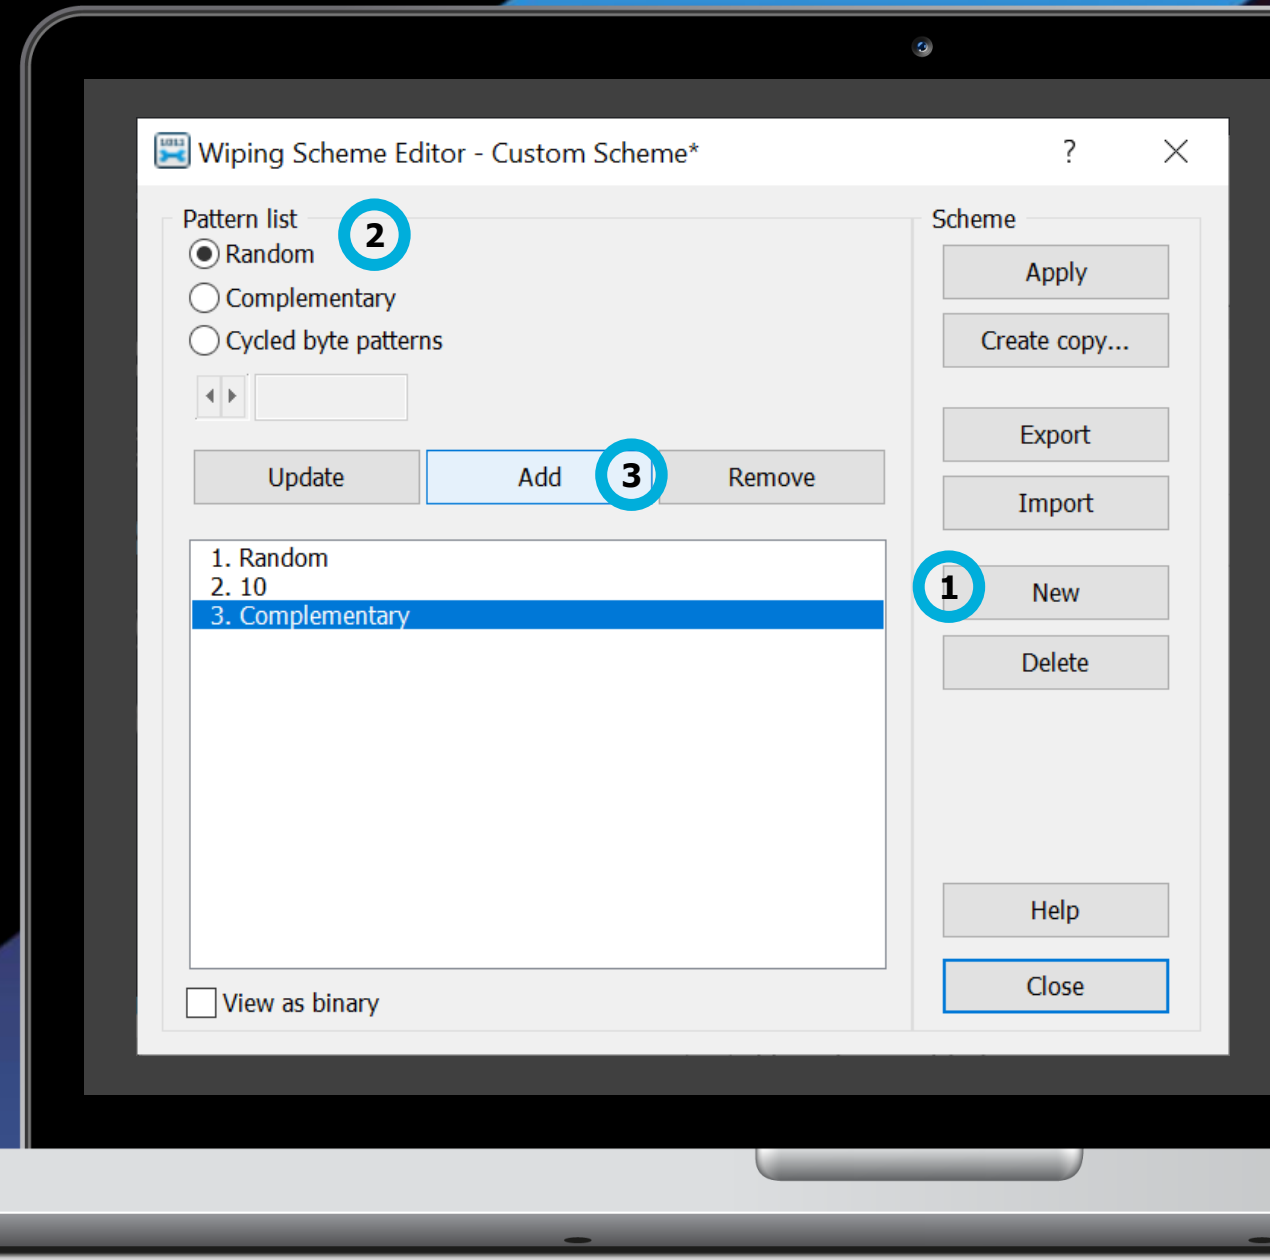 Wiping Scheme Editor - Custom Scheme*
?
Pattern list
2
Random
Complementary
Cycled byte patterns
Update
Add
3
Remove
1. Random
2. 10
3. Complementary
View as binary
Scheme
Apply
Create copy...
Export
Import
1
New
Delete
Help
Close